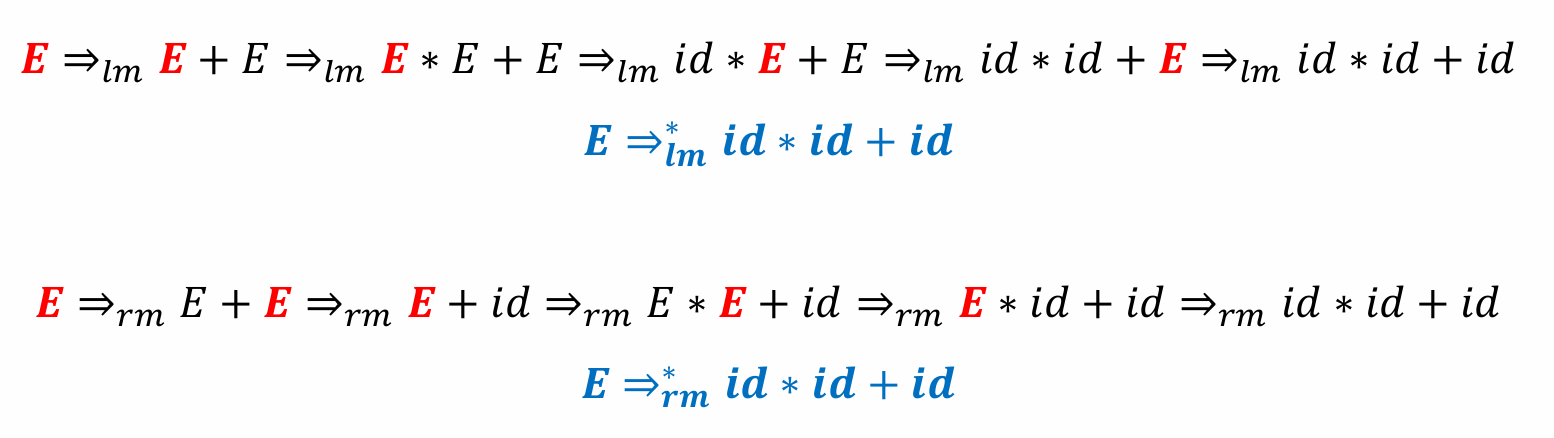 E ⇒lm E + E ⇒lm E ∗ E + E ⇒lm id ∗ E + E ⇒lm id ∗ id + E ⇒lm id ∗ id + id
E ⇒*lm id ∗ id + id
E ⇒rm E + E ⇒rm E + id ⇒rm E ∗ E + id ⇒rm E ∗ id + id ⇒rm id ∗ id + id
E ⇒*rm id ∗ id + id